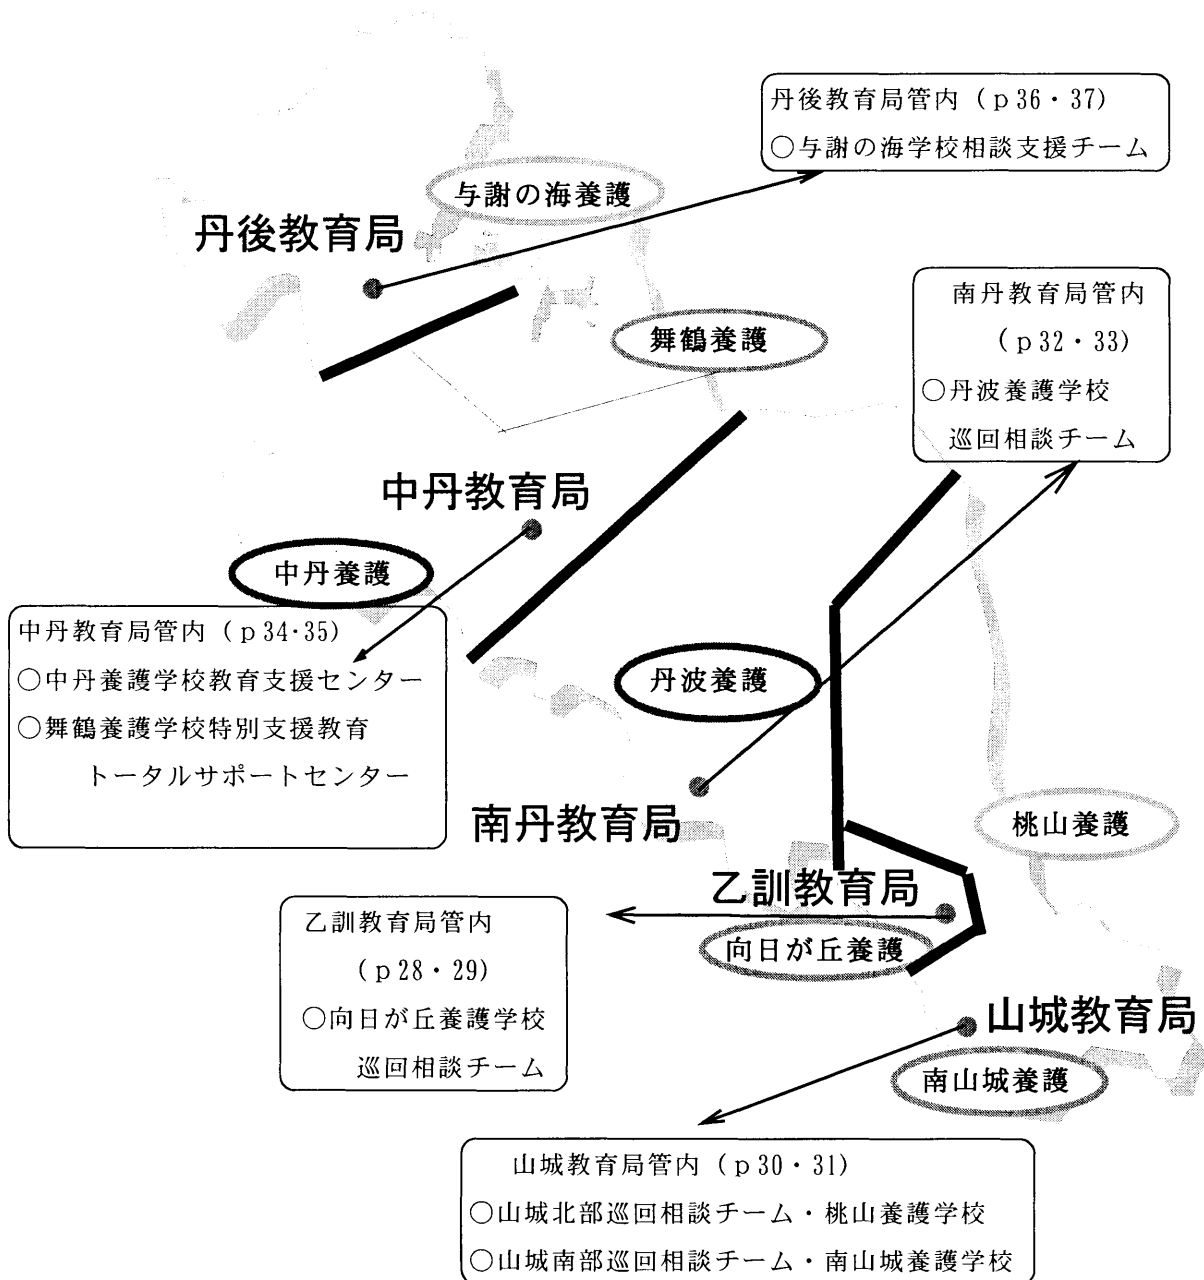 丹後教育局管内（p36・37）
○与謝の海学校相談支援チーム
与謝の海養護
丹後教育局
南丹教育局管内
（p32・33）
○丹波養護学校
巡回相談チーム
舞鶴養護
中丹教育局
中丹養護
中丹教育局管内（p34·35）
○中丹養護学校教育支援センター
○舞鶴養護学校特別支援教育
トータルサポートセンター
丹波養護
南丹教育局
桃山養護
乙訓教育局
向日が丘養護
乙訓教育局管内
（p28・29）
○向日が丘養護学校
巡回相談チーム
山城教育局
南山城養護
山城教育局管内（p30・31）
○山城北部巡回相談チーム・桃山養護学校
○山城南部巡回相談チーム・南山城養護学校